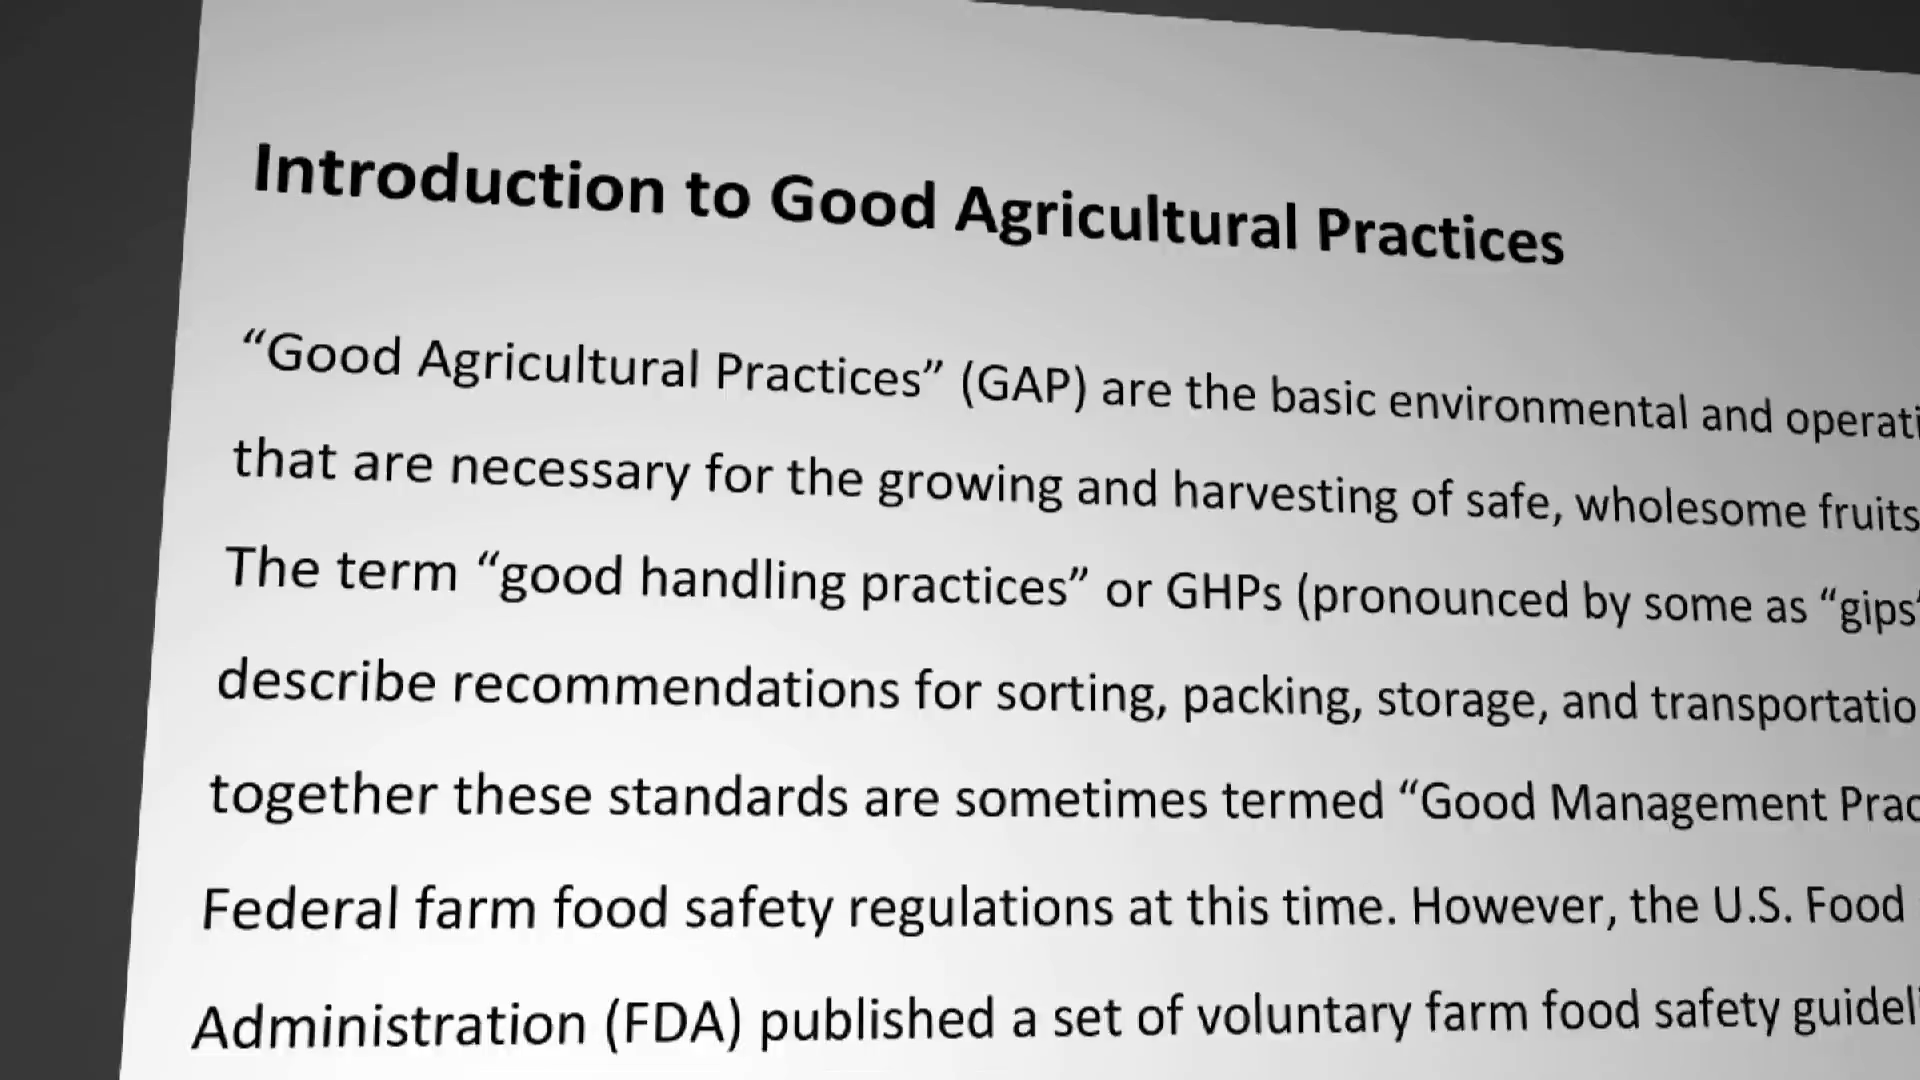 Introduction to Good Agricultural Practices
“Good Agricultural Practices” (GAP) are the basic environmental and operati
that are necessary for the growing and harvesting of safe, wholesome fruits
The term “good handling practices” or GHPs (pronounced by some as “gips”
describe recommendations for sorting, packing, storage, and transportatio
together these standards are sometimes termed “Good Management Prac
Federal farm food safety regulations at this time. However, the U.S. Food
Administration (FDA) published a set of voluntary farm food safety guideli